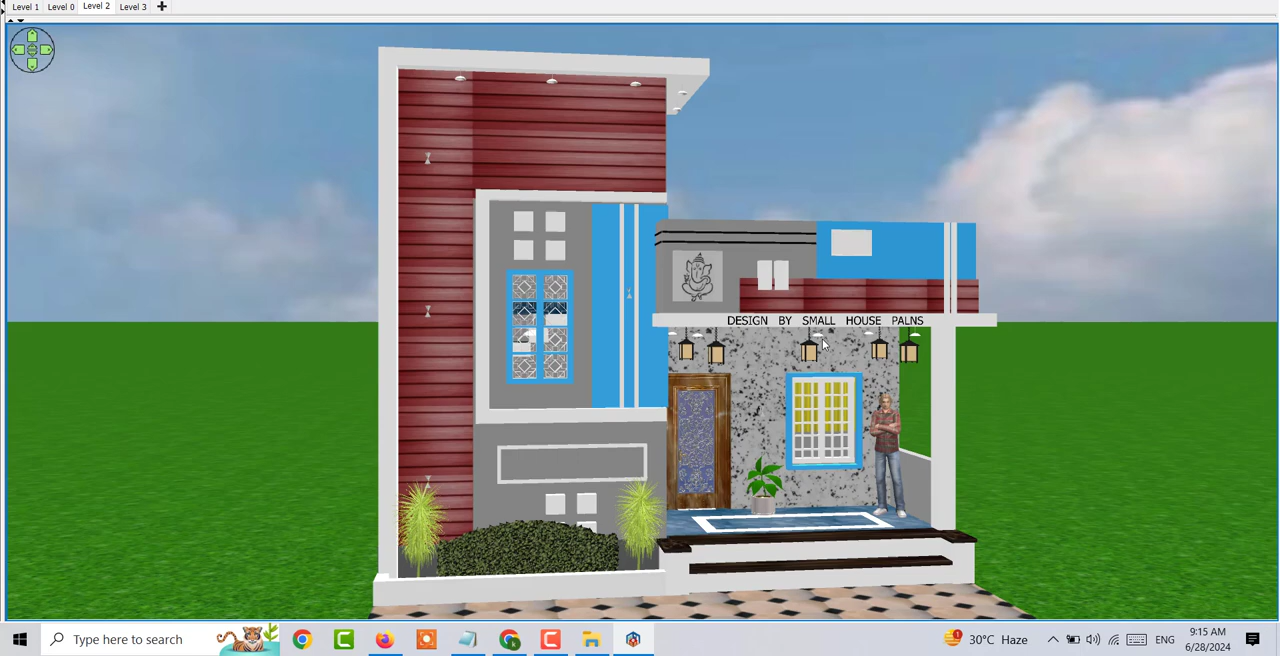 Level 1 Level 0 Level 2 Level 3
DESIGN BY SMALL HOUSE PALNS
Type here to search
1
30°C Haze
ENG
9:15 AM
6/28/2024